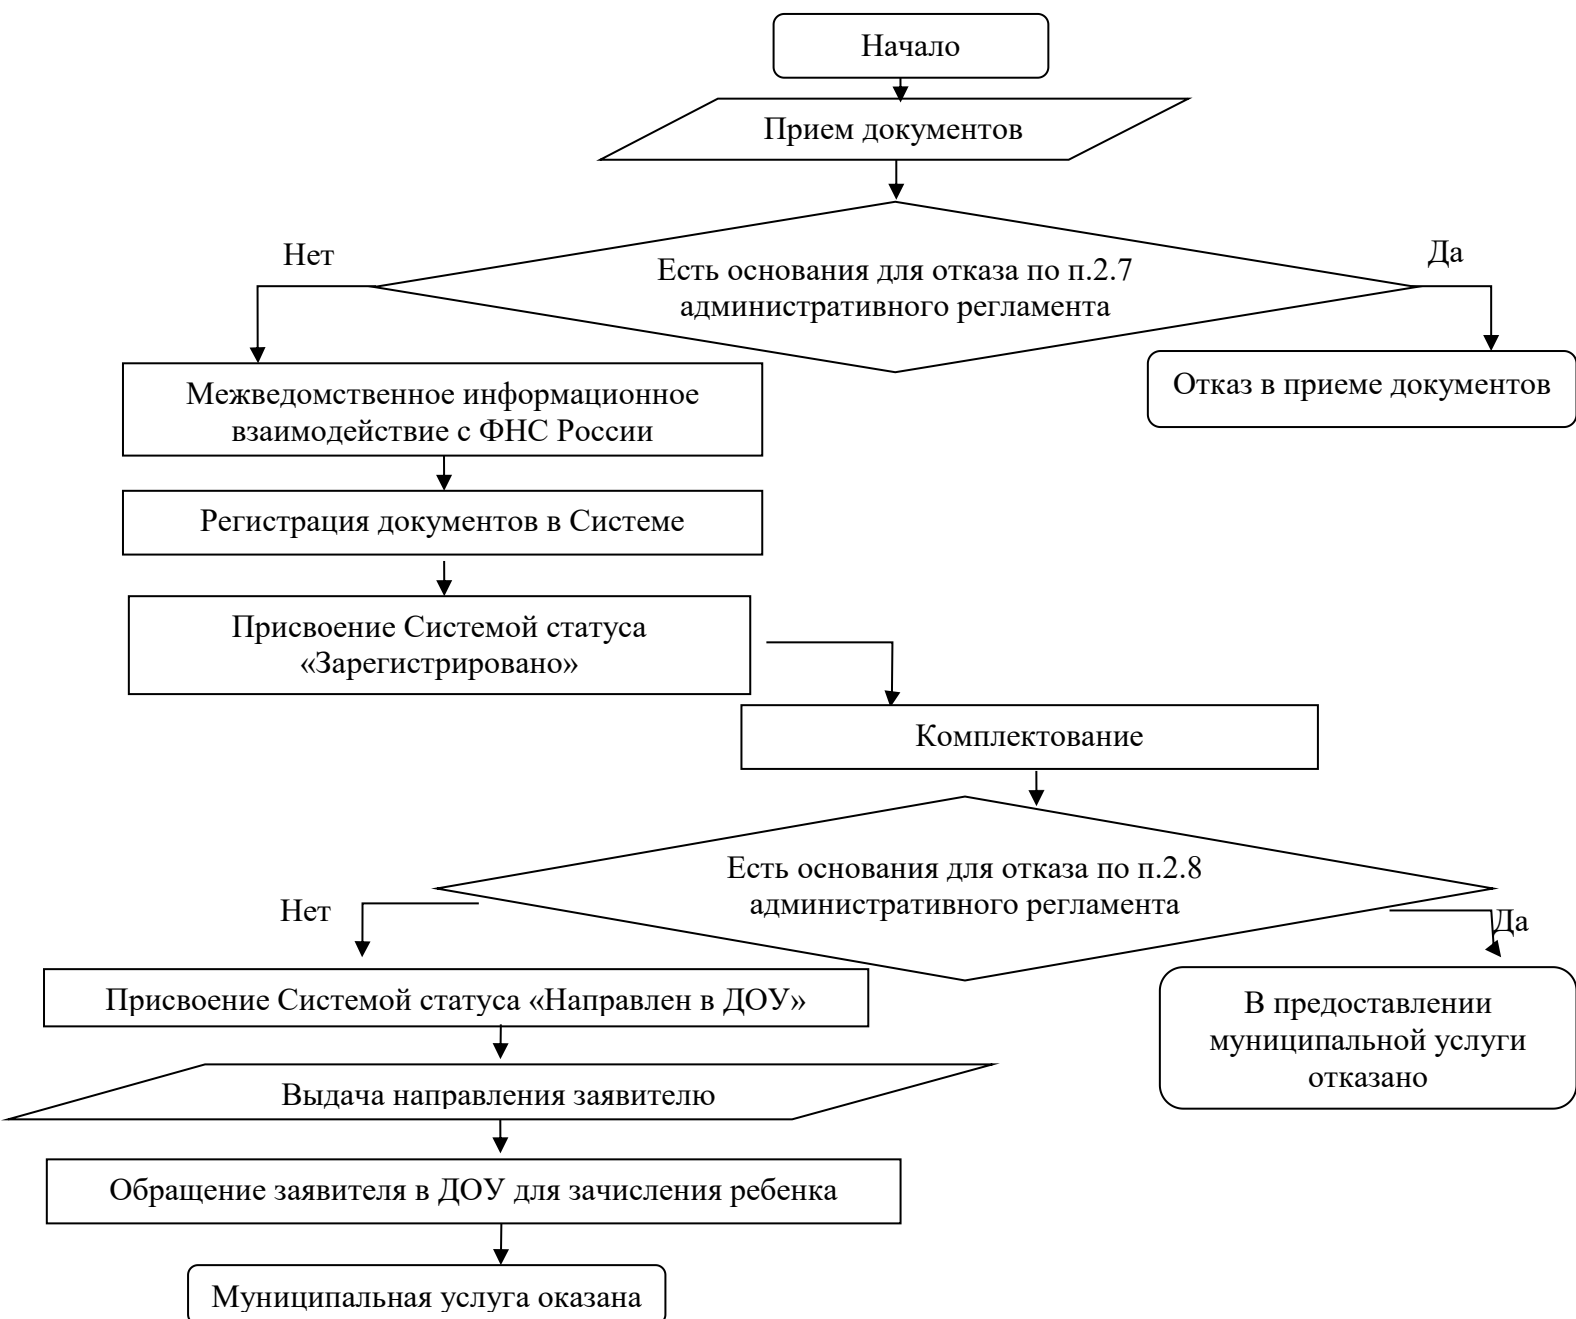 Начало
Прием документов
Нет
Да
Есть основания для отказа по п.2.7
административного регламента
Отказ в приеме документов
Межведомственное информационное
взаимодействие с ФНС России
Регистрация документов в Системе
Присвоение Системой статуса
«Зарегистрировано»
Комплектование
Есть основания для отказа по п.2.8
административного регламента
Нет
Да
Присвоение Системой статуса «Направлен в ДОУ»
В предоставлении
муниципальной услуги
отказано
Выдача направления заявителю
Обращение заявителя в ДОУ для зачисления ребенка
Муниципальная услуга оказана